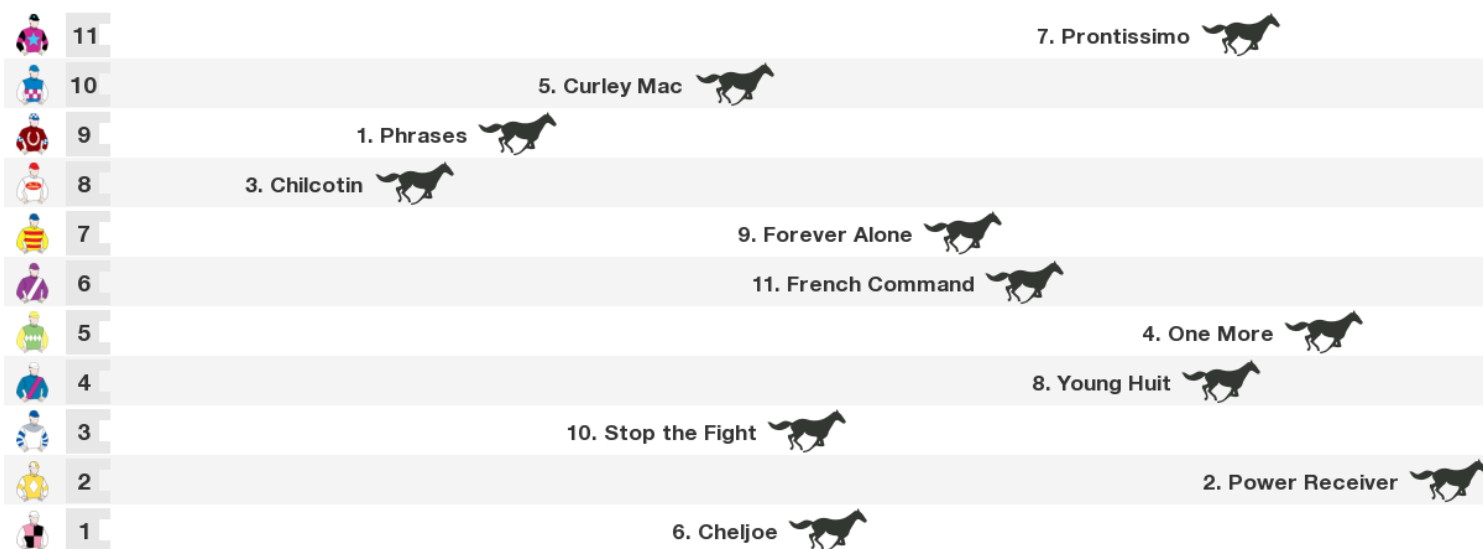 11 7. Prontissimo
10 5. Curley Mac
9 1. Phrases
8 3. Chilcotin
7 9. Forever Alone
6 11. French Command
5 4. One More
4 8. Young Huit
3 10. Stop the Fight
2 2. Power Receiver
1 6. Cheljoe